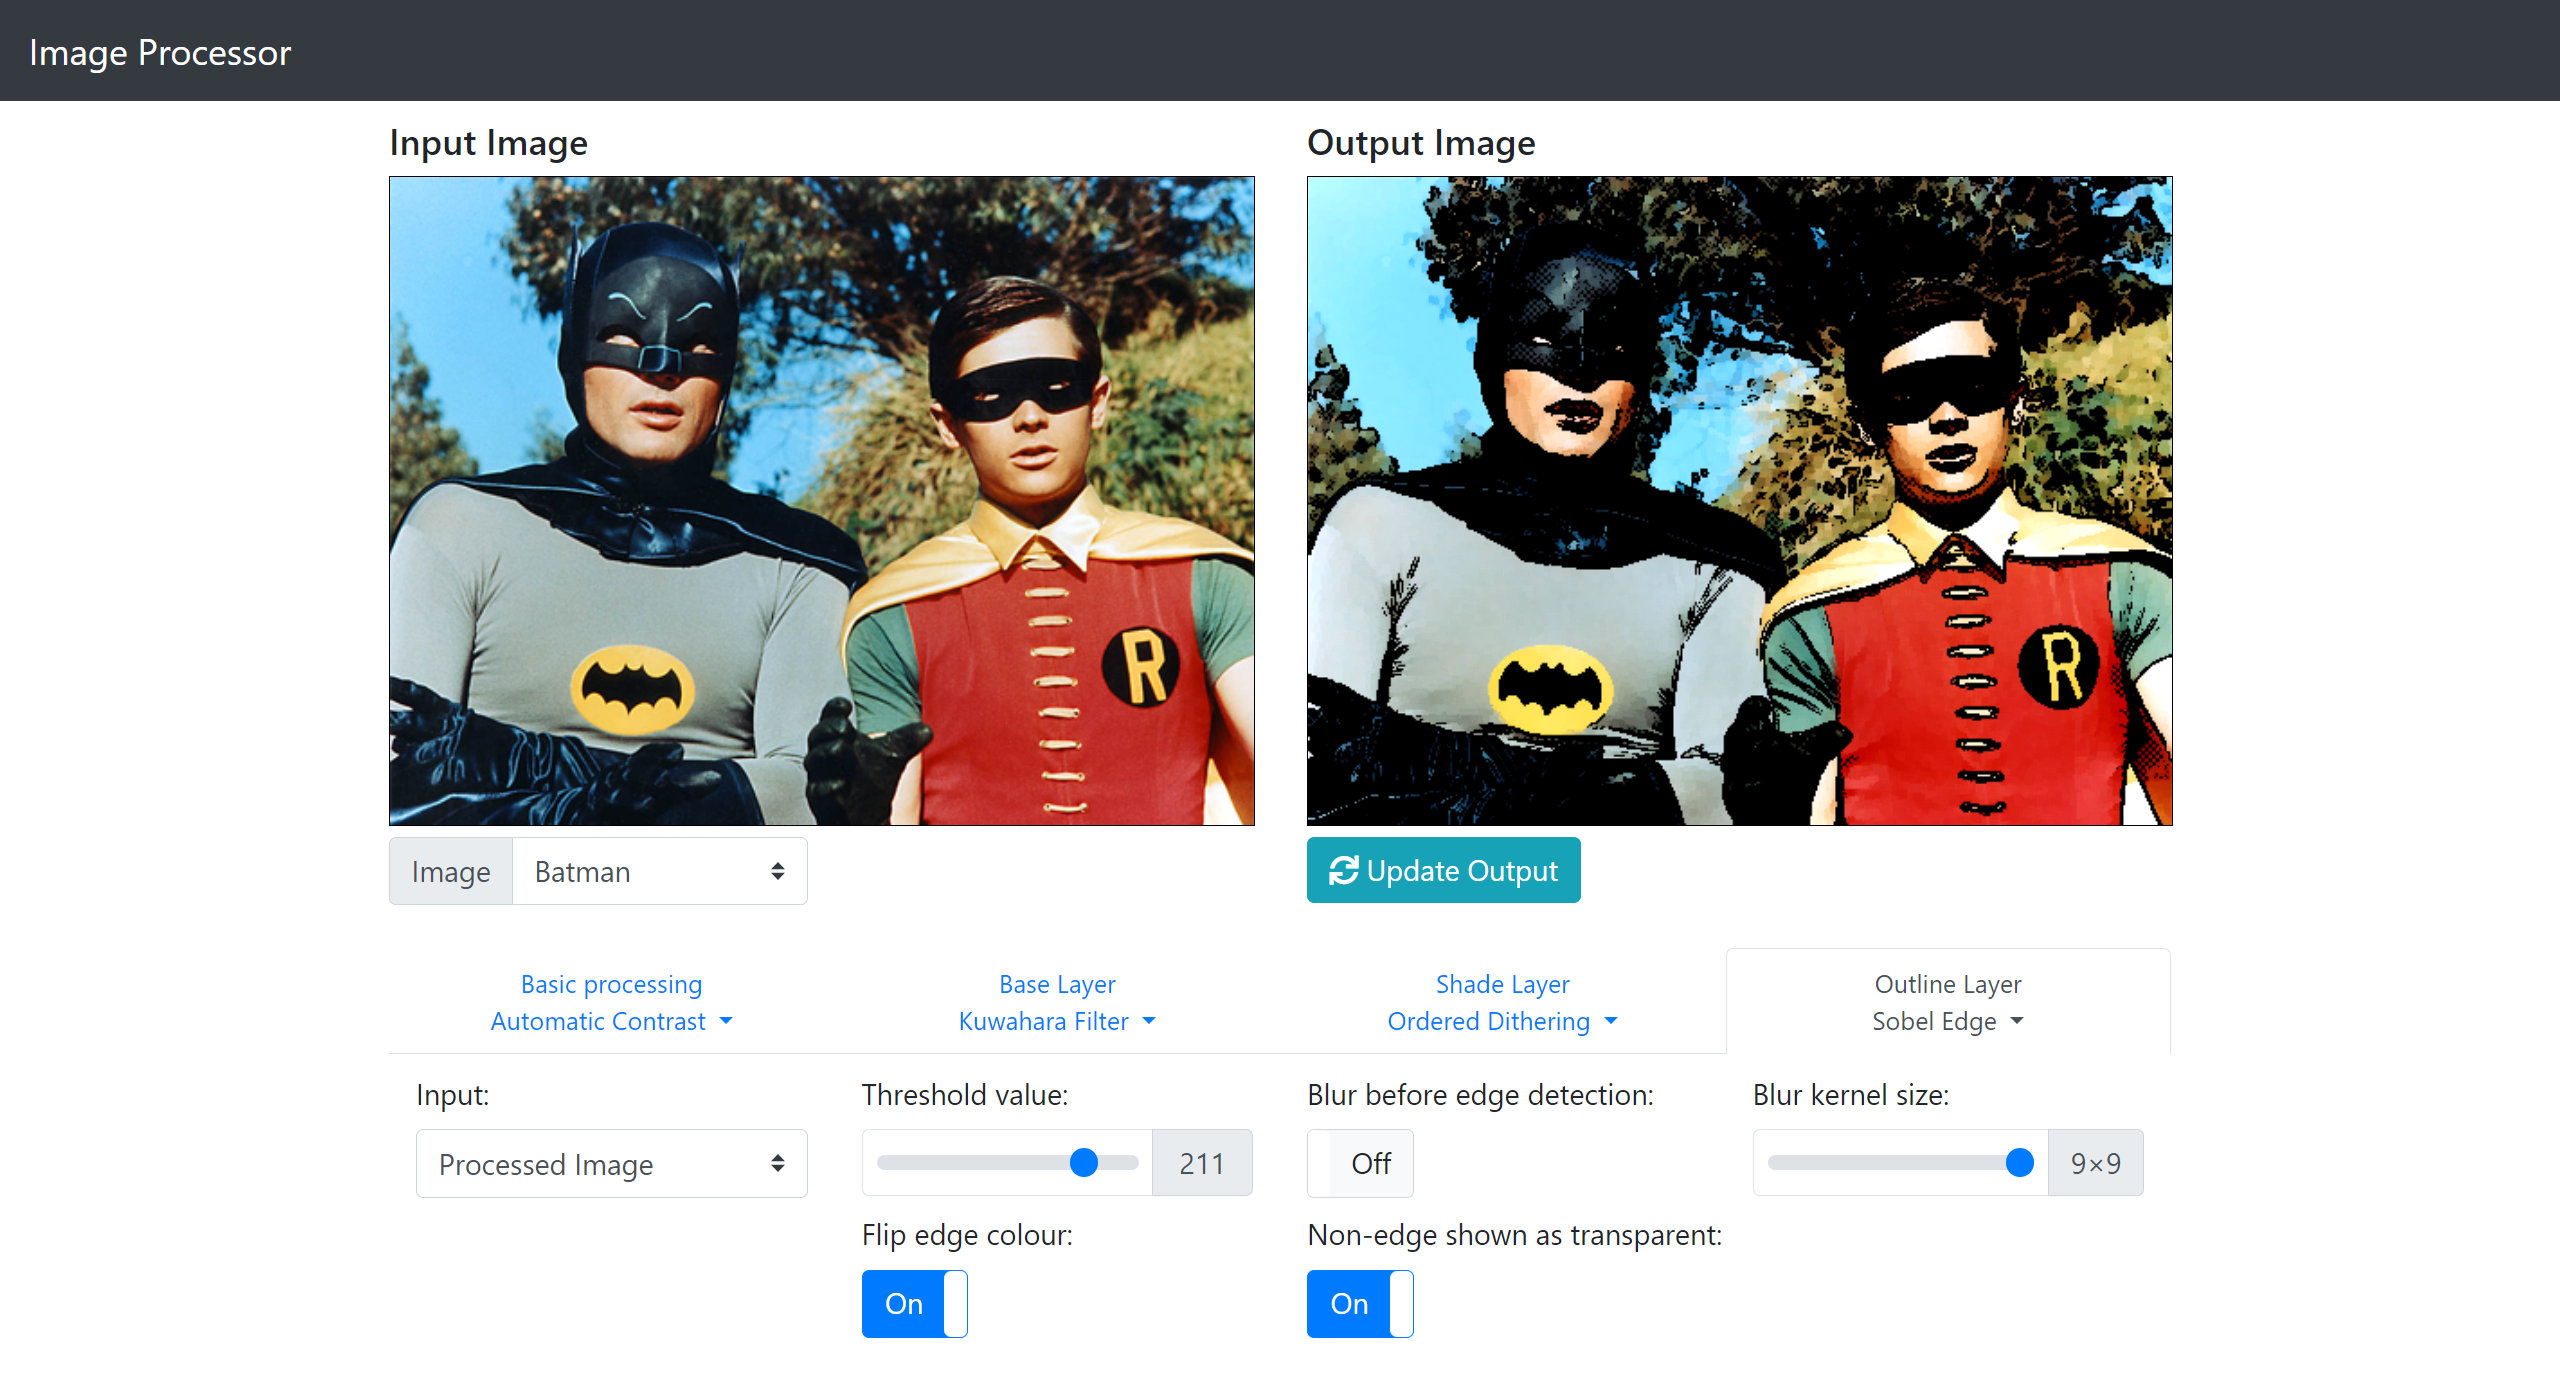 Image Processor
Input Image
Output Image
R
R
Image
Batman
Update Output
Basic processing
Automatic Contrast
Base Layer
Kuwahara Filter
Shade Layer
Ordered Dithering
Outline Layer
Sobel Edge
Input:
Threshold value:
Blur before edge detection:
Blur kernel size:
Processed Image
211
Off
9×9
Flip edge colour:
Non-edge shown as transparent:
On
On